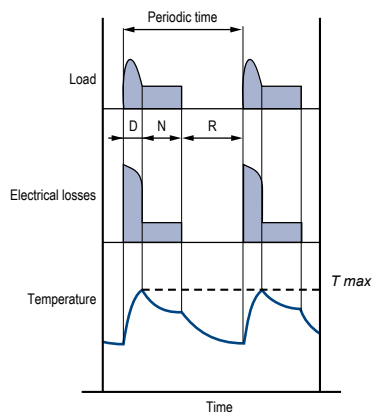 Periodic time
Load
D N R
Electrical losses
T max
Temperature
Time